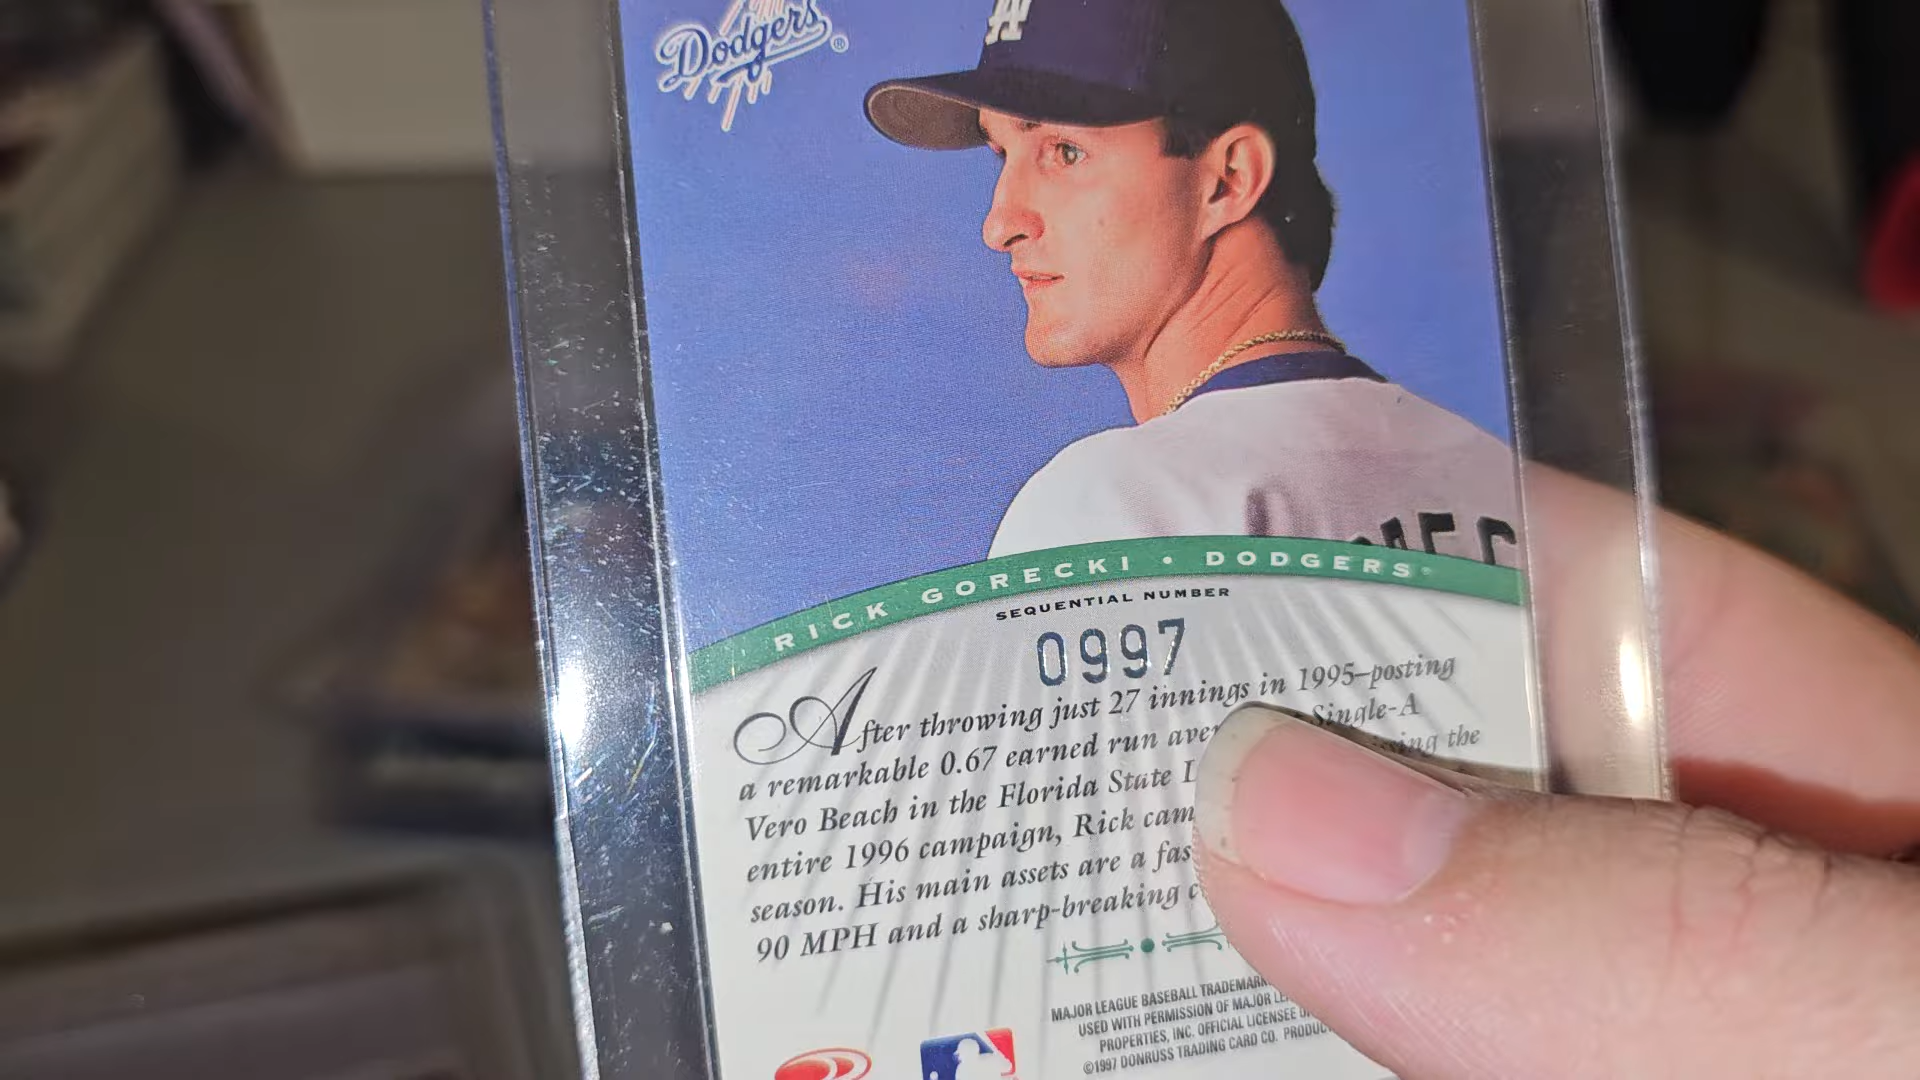 Dodgers®
LA
RICK GORECKI • DODGERS
SEQUENTIAL NUMBER
0997
After throwing just 27 innings in 1995–posting
a remarkable 0.67 earned run Single-A
Vero Beach in the Florida State the
entire 1996 campaign, Rick
season. His main assets are a
90 MPH and a sharp-breaking
MAJOR LEAGUE BASEBALL
USED WITH PERMISSION OF MAJOR
PROPERTIES, INC. OFFICIAL LICENSEE
©1997 DONRUSS TRADING CARD CO.